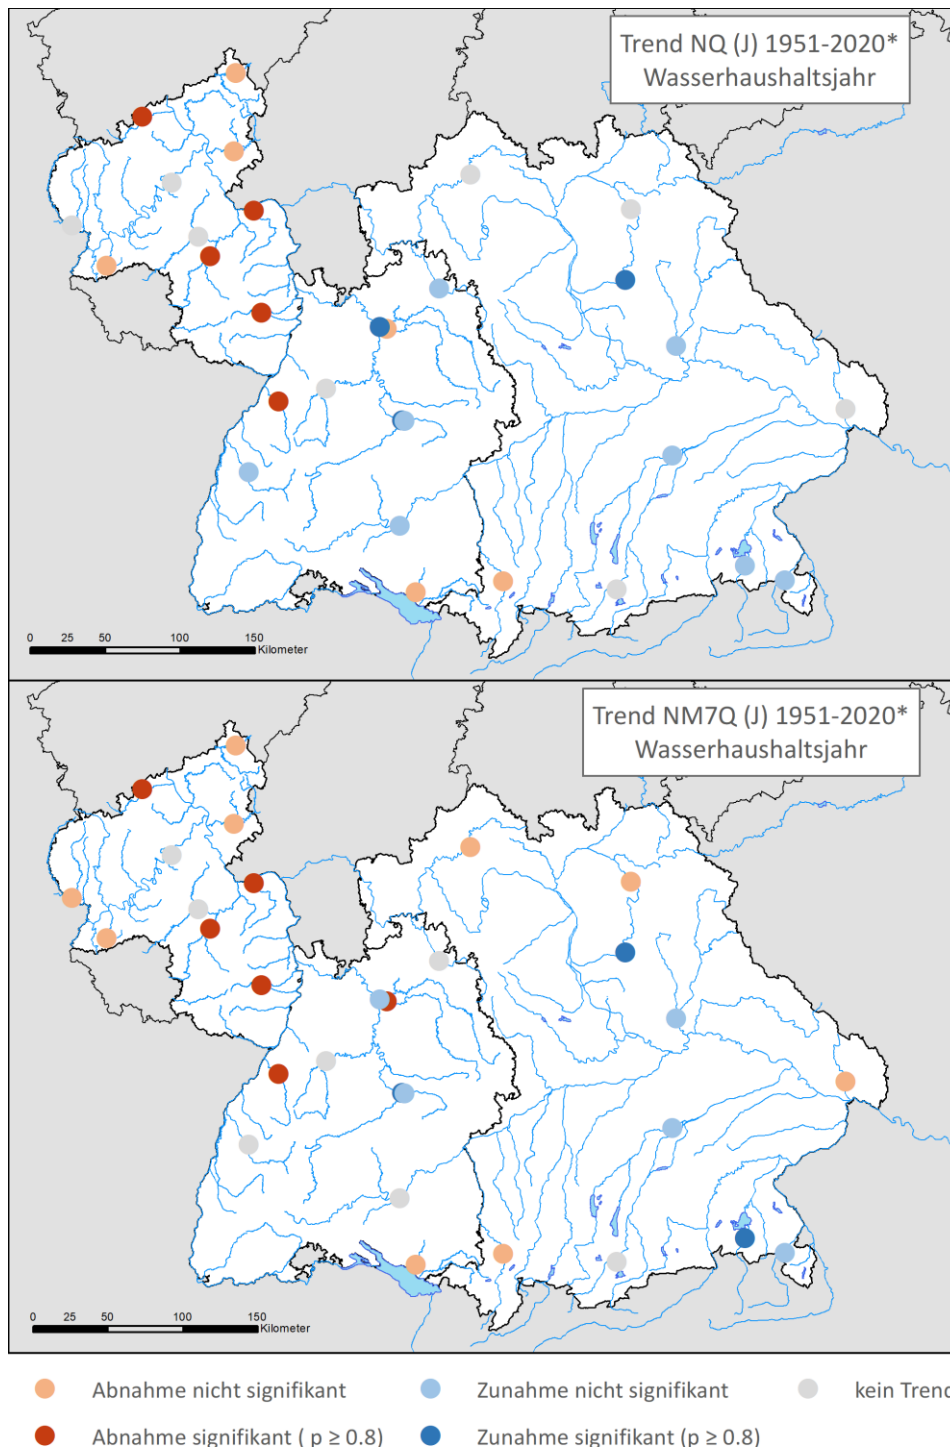 Trend NQ (J) 1951-2020*
Wasserhaushaltsjahr
0 25 50 100 150
Kilometer
Trend NM7Q (J) 1951-2020*
Wasserhaushaltsjahr
0 25 50 100 150
Kilometer
Abnahme nicht signifikant Zunahme nicht signifikant kein Trend
Abnahme signifikant ( p ≥ 0.8) Zunahme signifikant (p ≥ 0.8)